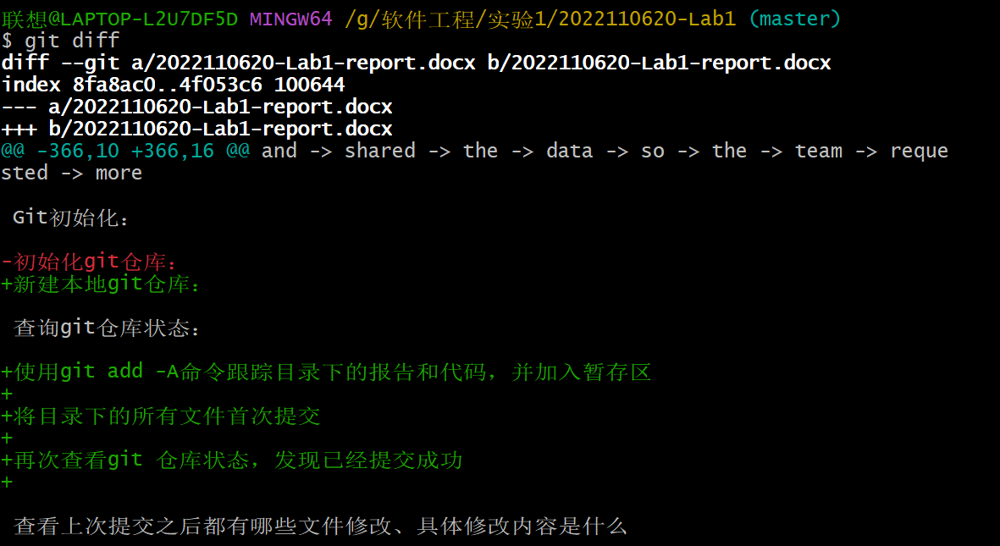 联想@LAPTOP-L2U7DF5D MINGW64 /g/软件工程/实验1/2022110620-Lab1 (master)
$ git diff
diff --git a/2022110620-Lab1-report.docx b/2022110620-Lab1-report.docx
index 8fa8ac0..4f053c6 100644
--- a/2022110620-Lab1-report.docx
+++ b/2022110620-Lab1-report.docx
@@ -366,10 +366,16 @@ and -> shared -> the -> data -> so -> the -> team -> reque
sted -> more
Git初始化：
-初始化git仓库：
+新建本地git仓库：
查询git仓库状态：
+使用git add -A命令跟踪目录下的报告和代码，并加入暂存区
+
+将目录下的所有文件首次提交
+
+再次查看git 仓库状态，发现已经提交成功
+
查看上次提交之后都有哪些文件修改、具体修改内容是什么